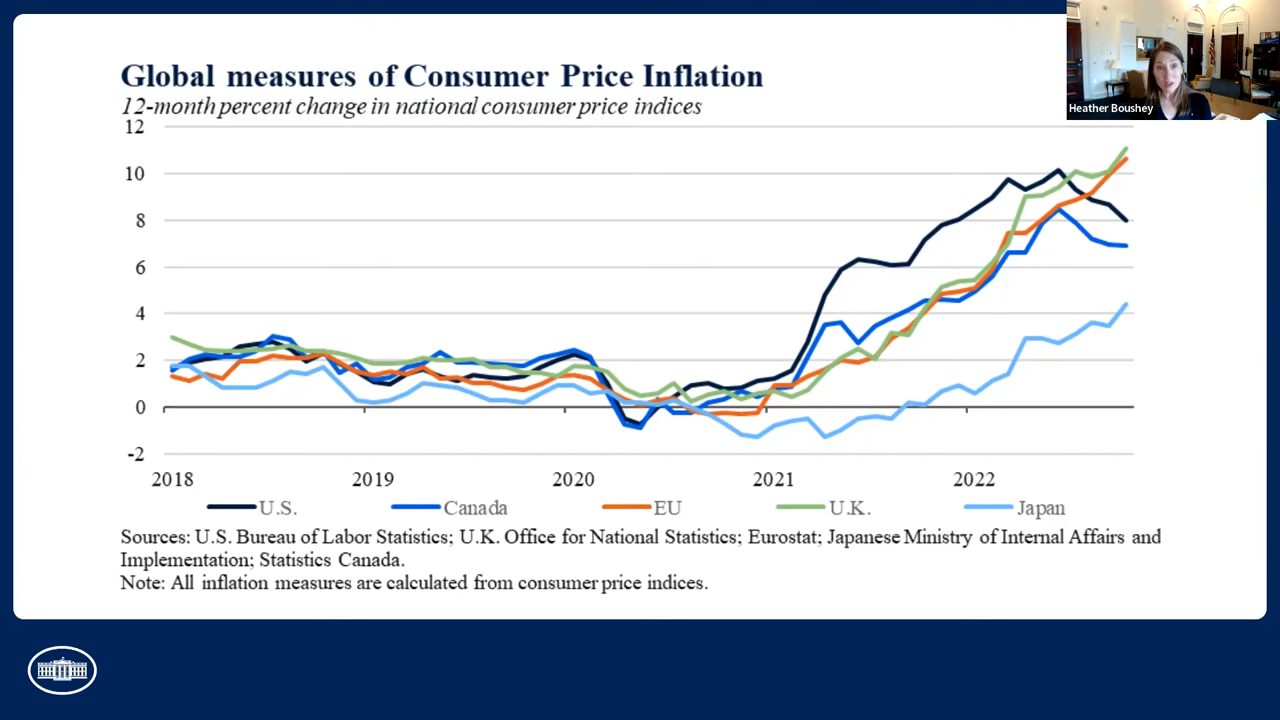 Heather Boushey
Global measures of Consumer Price Inflation
12-month percent change in national consumer price indices
12
10
8
6
4
2
0
-2
2018 2019 2020 2021 2022
U.S. Canada EU U.K. Japan
Sources: U.S. Bureau of Labor Statistics; U.K. Office for National Statistics; Eurostat; Japanese Ministry of Internal Affairs and
Implementation; Statistics Canada.
Note: All inflation measures are calculated from consumer price indices.